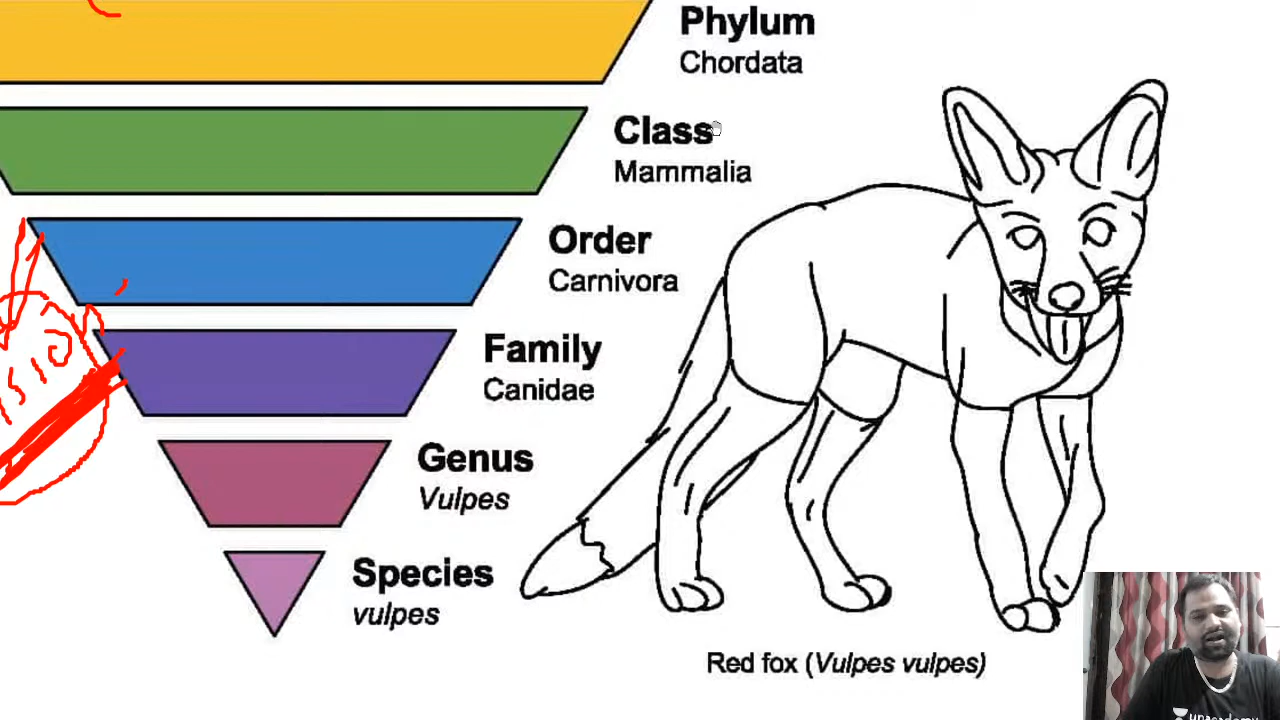 Phylum
Chordata
Class
Mammalia
Order
Carnivora
Family
Canidae
Genus
Vulpes
Species
vulpes
Red fox (Vulpes vulpes)